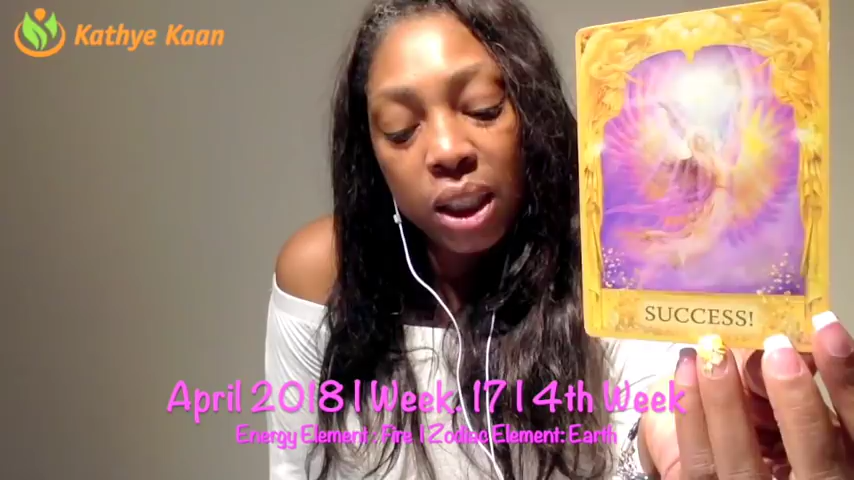 Kathye Kaan
SUCCESS!
April 2018 | Week. 17 | 4th Week
Energy Element : Fire | Zodiac Element: Earth